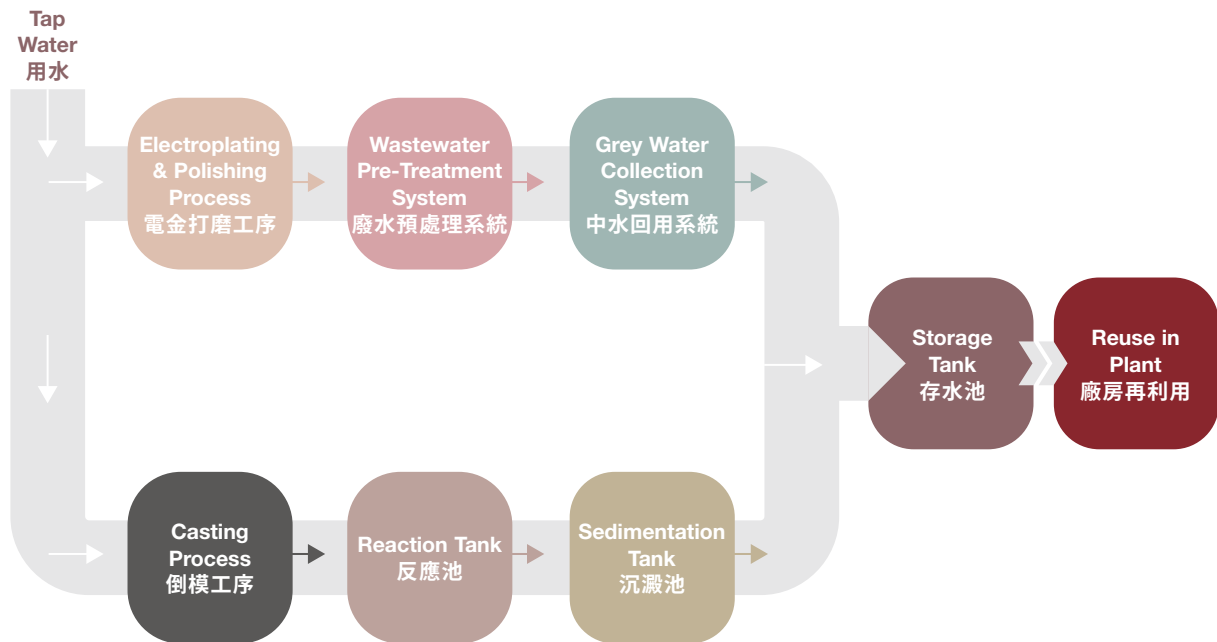 Tap
Water
用水
Electroplating
& Polishing
Process
電金打磨工序
Wastewater
Pre-Treatment
System
廢水預處理系統
Grey Water
Collection
System
中水回用系統
Storage
Tank
存水池
Reuse in
Plant
廠房再利用
Casting
Process
倒模工序
Reaction Tank
反應池
Sedimentation
Tank
沉澱池